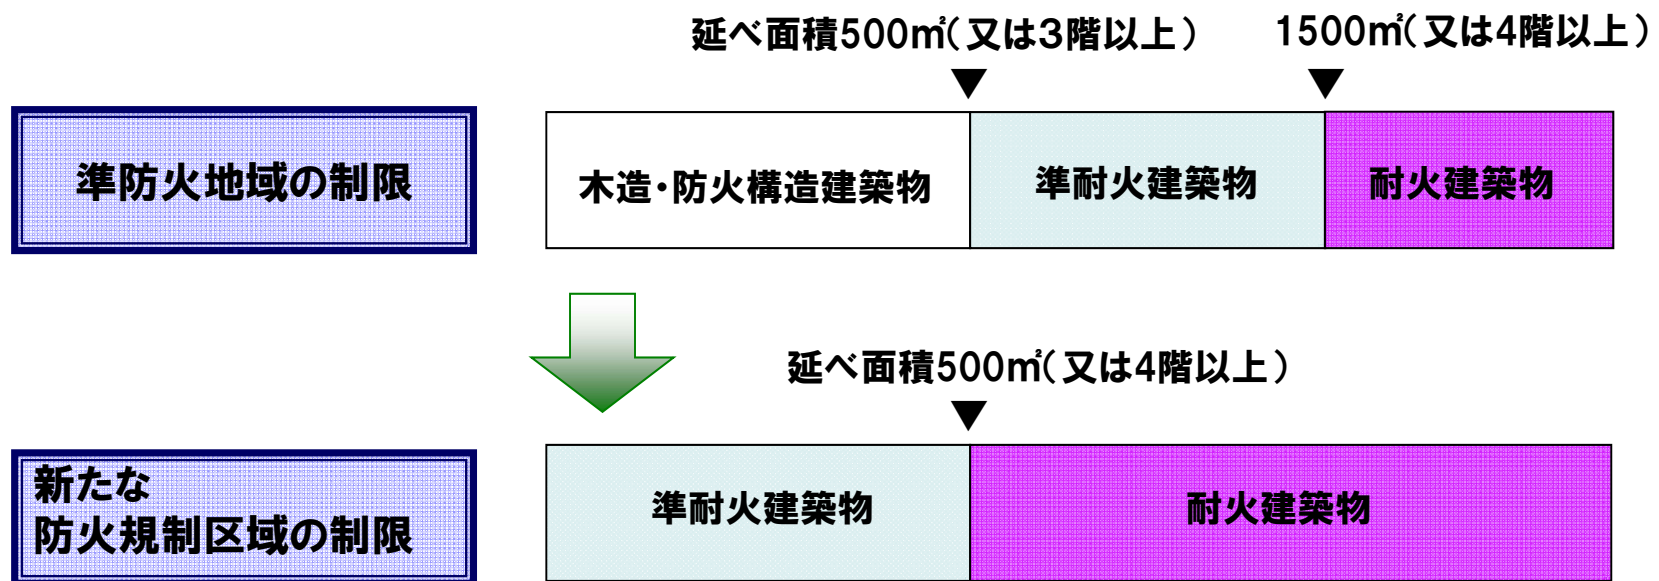 延べ面積500㎡(又は3階以上)
1500㎡(又は4階以上)
準防火地域の制限
木造・防火構造建築物
準耐火建築物
耐火建築物
延べ面積500㎡(又は4階以上)
新たな
防火規制区域の制限
準耐火建築物
耐火建築物